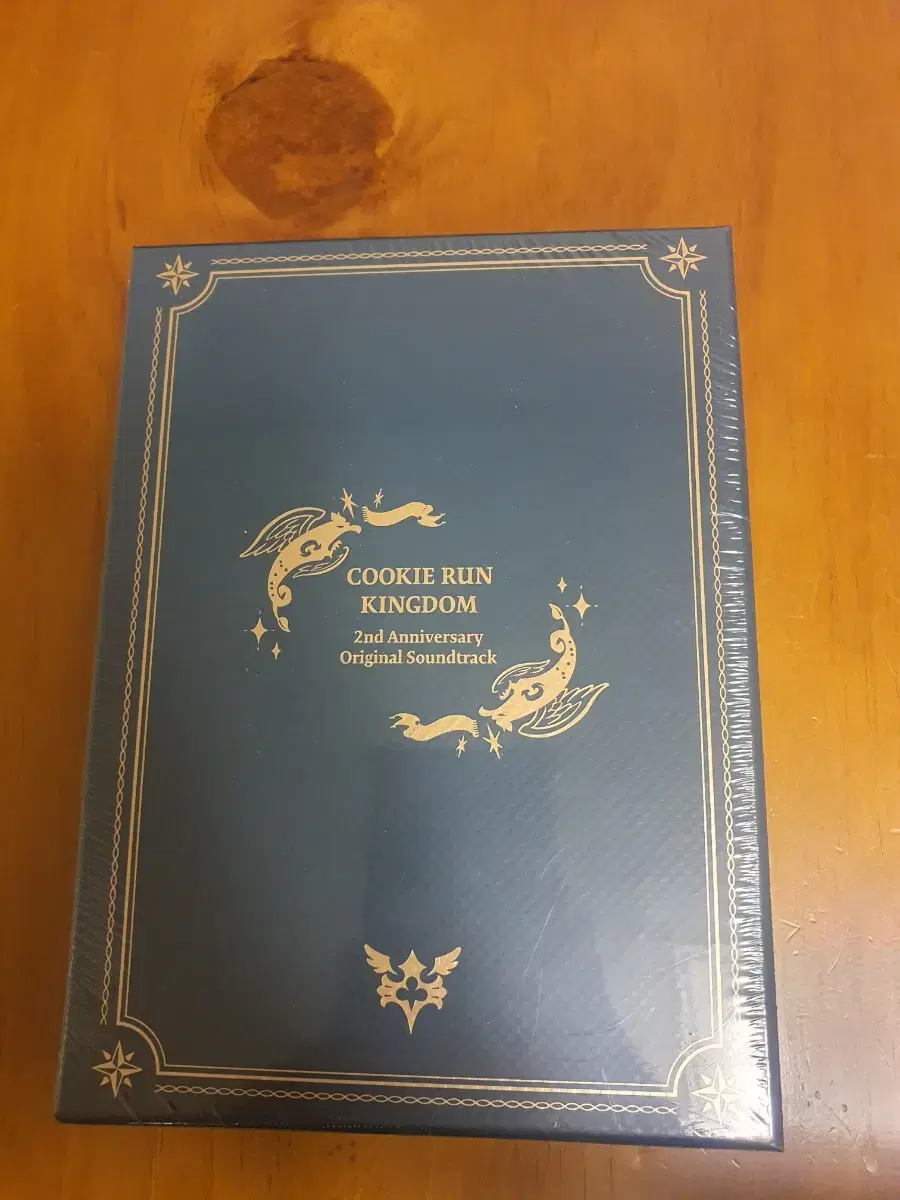 COOKIE RUN
KINGDOM
2nd Anniversary
Original Soundtrack